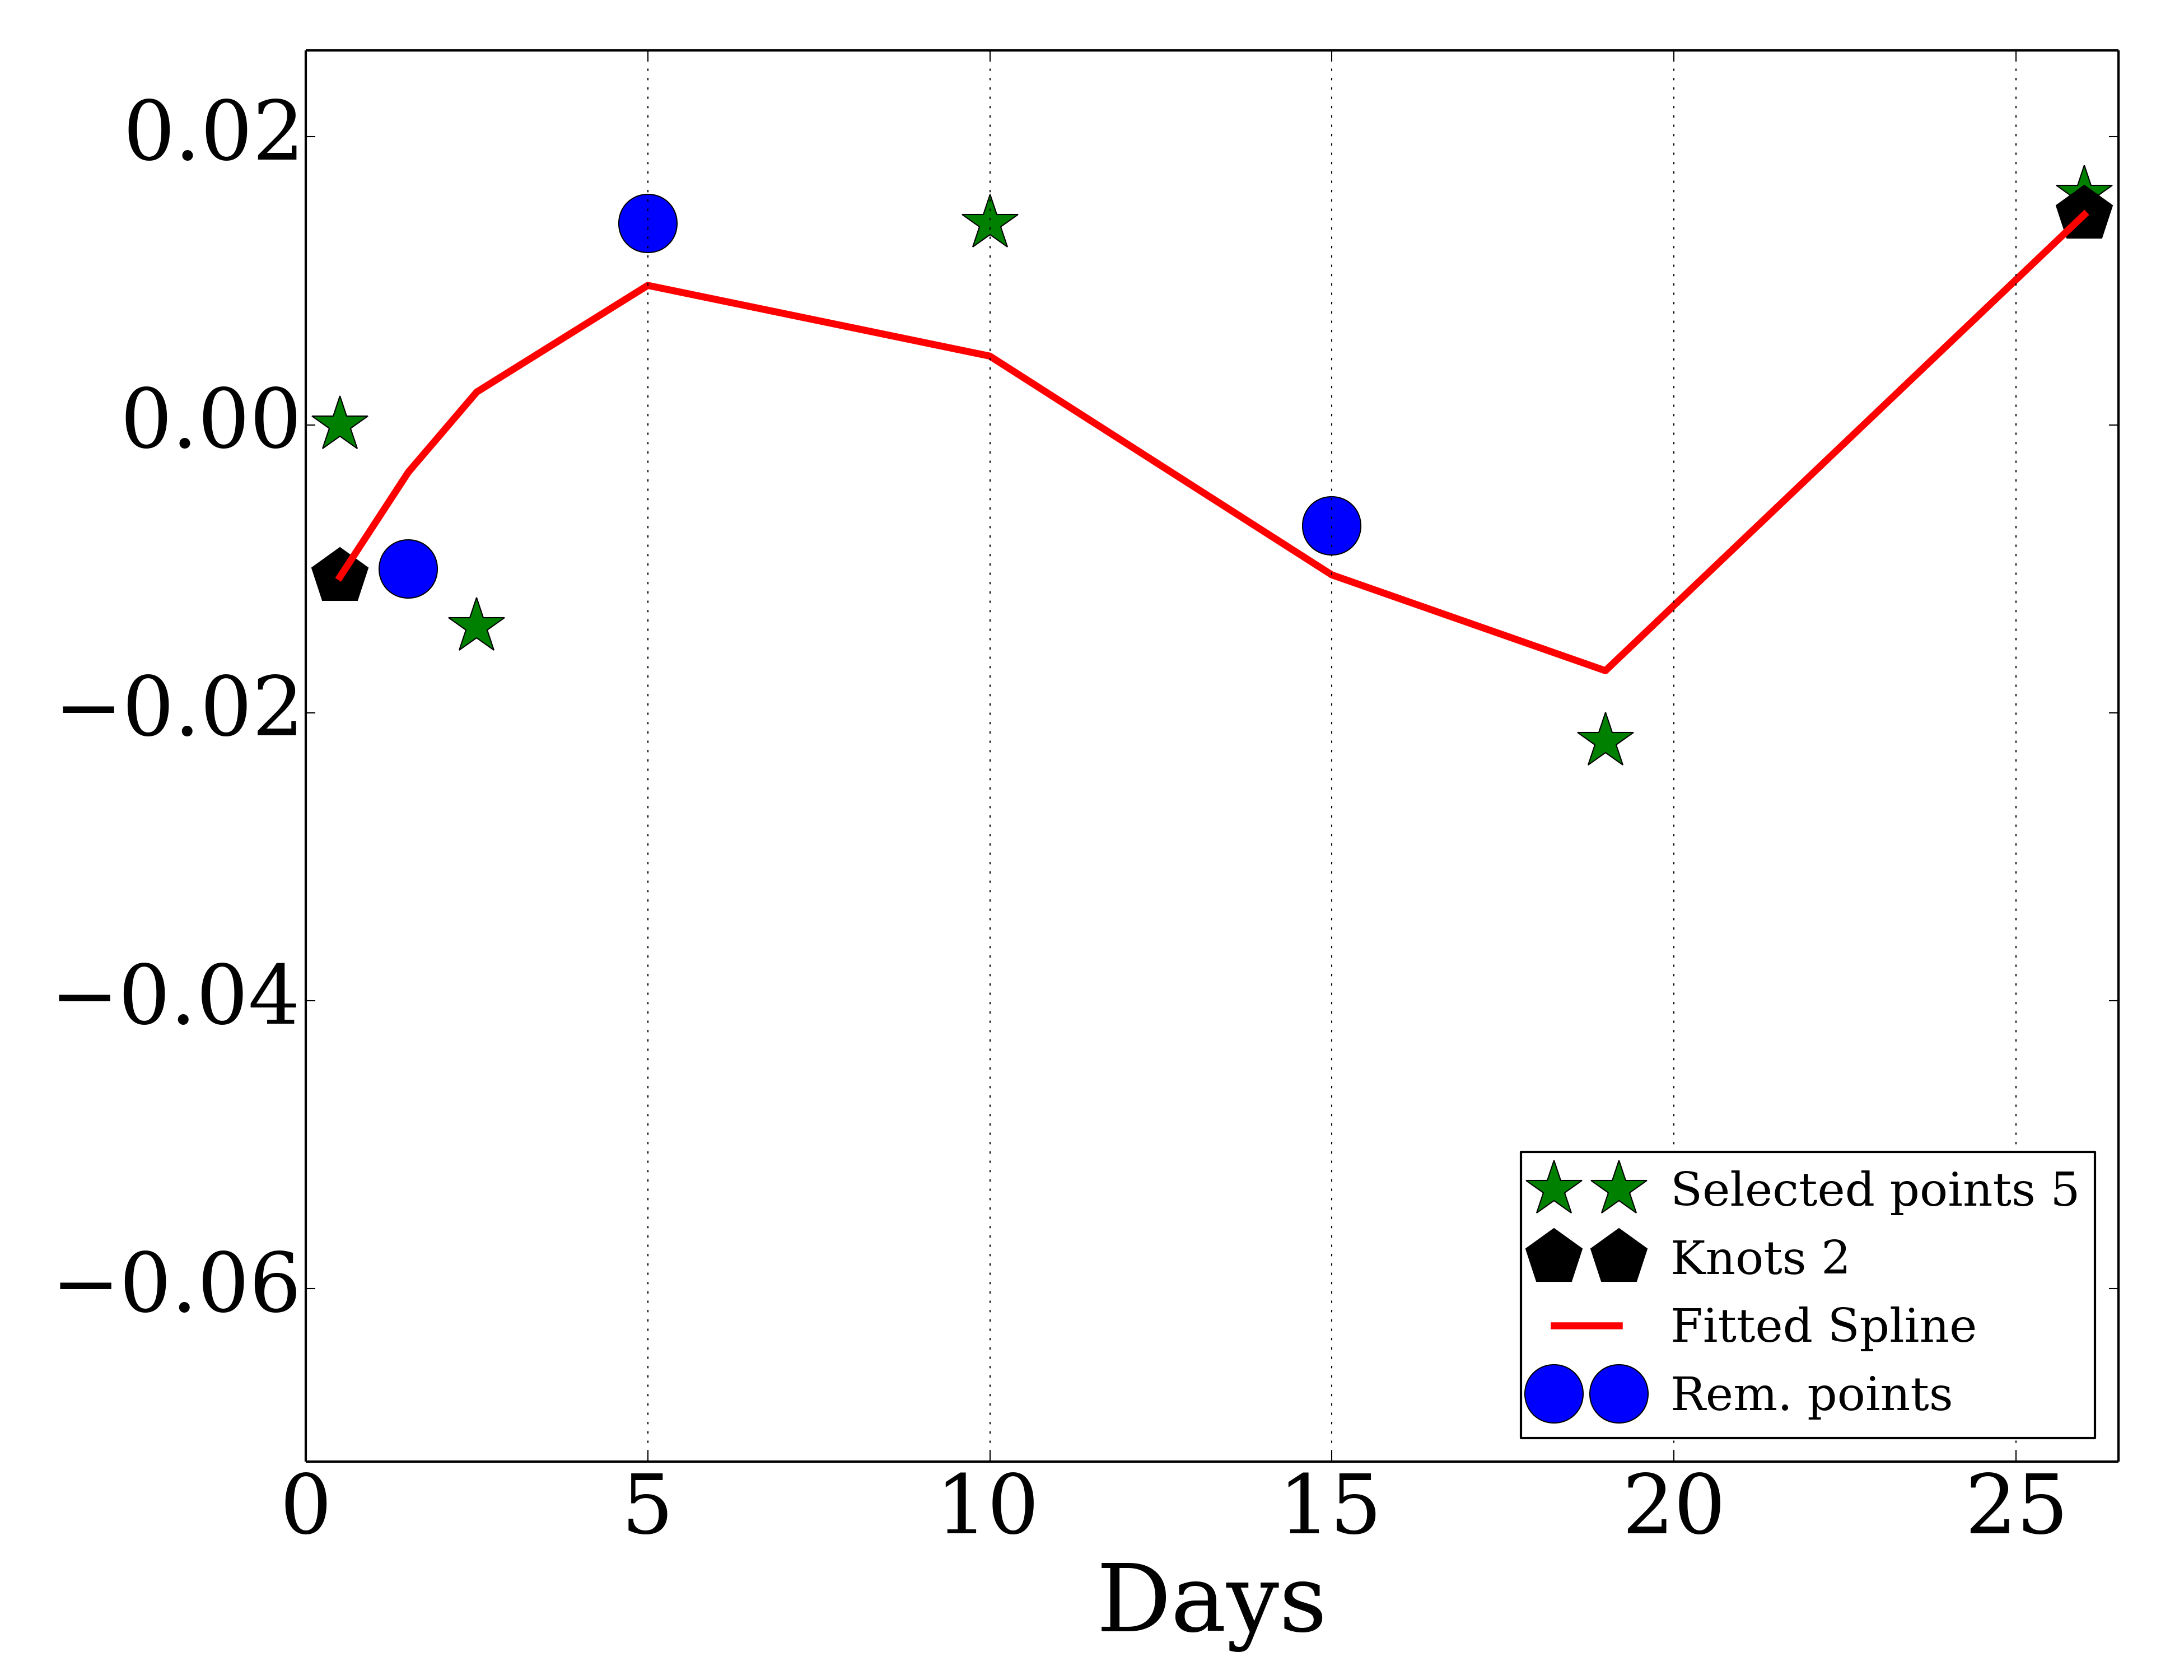 0.02
0.00
−0.02
−0.04
−0.06
0 5 10 15 20 25
Days
Selected points 5
Knots 2
Fitted Spline
Rem. points